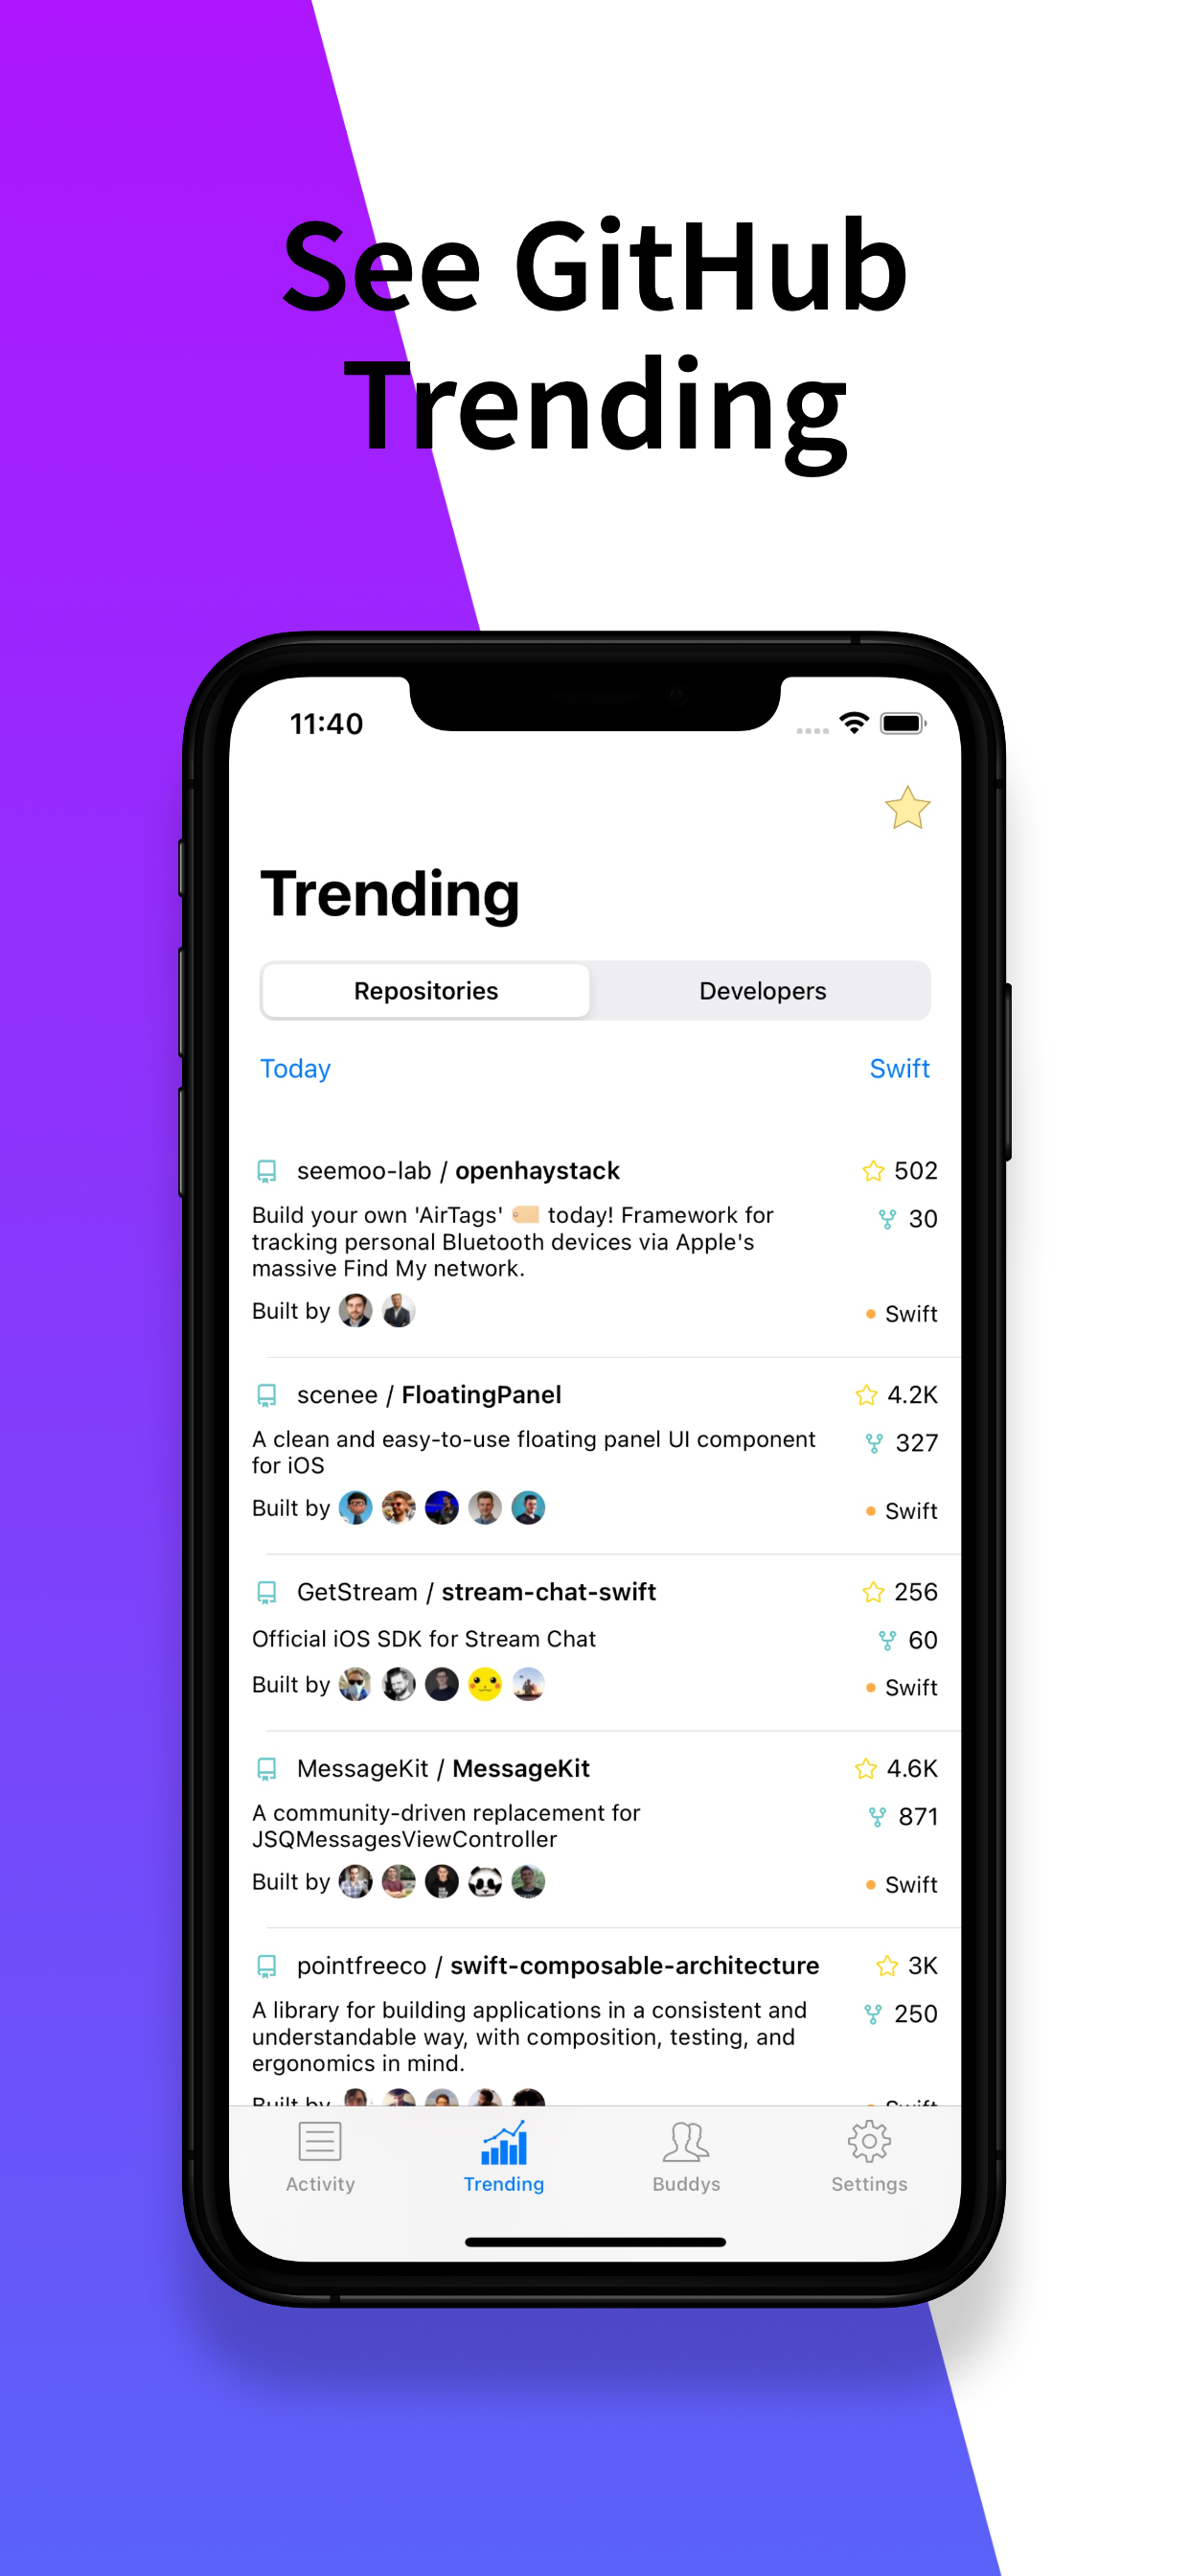 See GitHub
Trending
11:40
Trending
Repositories Developers
Today Swift
seemoo-lab / openhaystack 502
Build your own 'AirTags' 🏷️ today! Framework for 30
tracking personal Bluetooth devices via Apple's
massive Find My network.
Built by Swift
scenee / FloatingPanel 4.2K
A clean and easy-to-use floating panel UI component 327
for iOS
Built by Swift
GetStream / stream-chat-swift 256
Official iOS SDK for Stream Chat 60
Built by Swift
MessageKit / MessageKit 4.6K
A community-driven replacement for 871
JSQMessagesViewController
Built by Swift
pointfreeco / swift-composable-architecture 3K
A library for building applications in a consistent and 250
understandable way, with composition, testing, and
ergonomics in mind.
Built by Swift
Activity Trending Buddys Settings